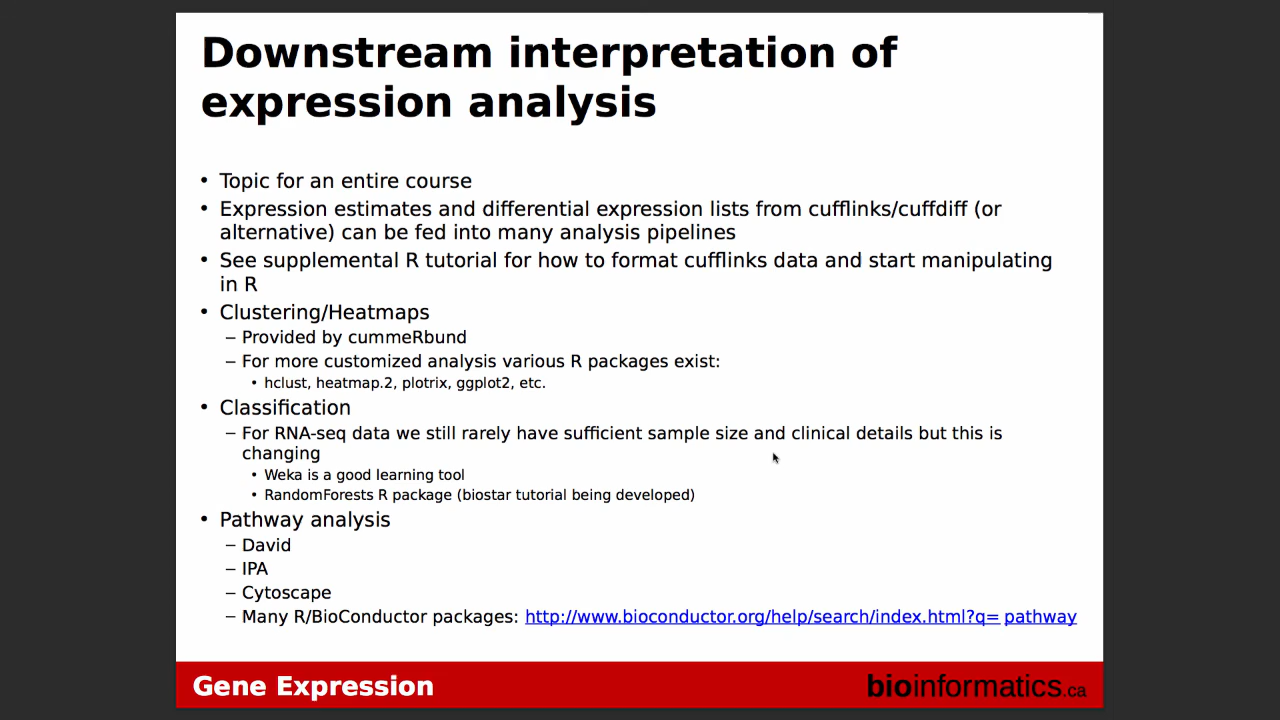 Downstream interpretation of
expression analysis
• Topic for an entire course
• Expression estimates and differential expression lists from cufflinks/cuffdiff (or
alternative) can be fed into many analysis pipelines
• See supplemental R tutorial for how to format cufflinks data and start manipulating
in R
• Clustering/Heatmaps
– Provided by cummeRbund
– For more customized analysis various R packages exist:
• hclust, heatmap.2, plotrix, ggplot2, etc.
• Classification
– For RNA-seq data we still rarely have sufficient sample size and clinical details but this is
changing
• Weka is a good learning tool
• RandomForests R package (biostar tutorial being developed)
• Pathway analysis
– David
– IPA
– Cytoscape
– Many R/BioConductor packages: http://www.bioconductor.org/help/search/index.html?q= pathway
Gene Expression
bioinformatics.ca